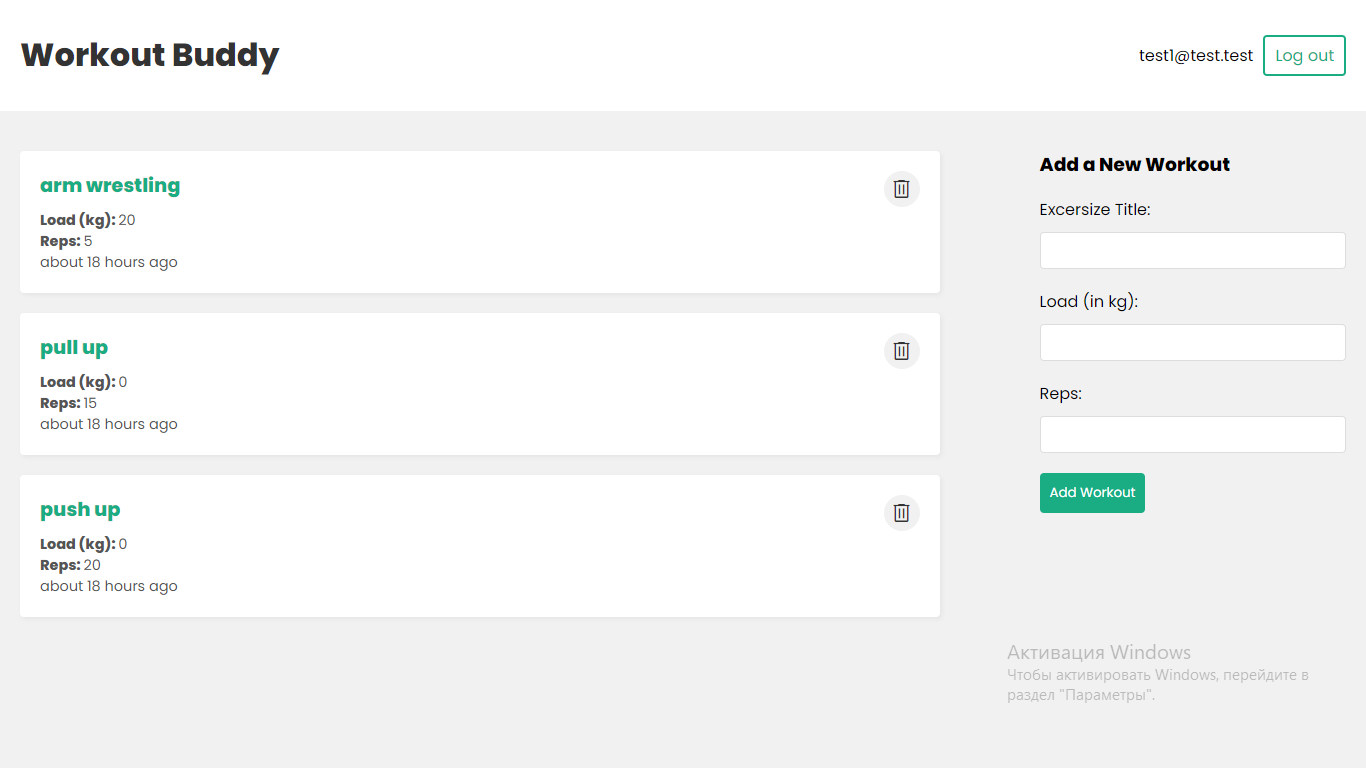 Workout Buddy
test1@test.test
Log out
arm wrestling
Load (kg): 20
Reps: 5
about 18 hours ago
pull up
Load (kg): 0
Reps: 15
about 18 hours ago
push up
Load (kg): 0
Reps: 20
about 18 hours ago
Add a New Workout
Excersize Title:
Load (in kg):
Reps:
Add Workout
Активация Windows
Чтобы активировать Windows, перейдите в
раздел "Параметры".